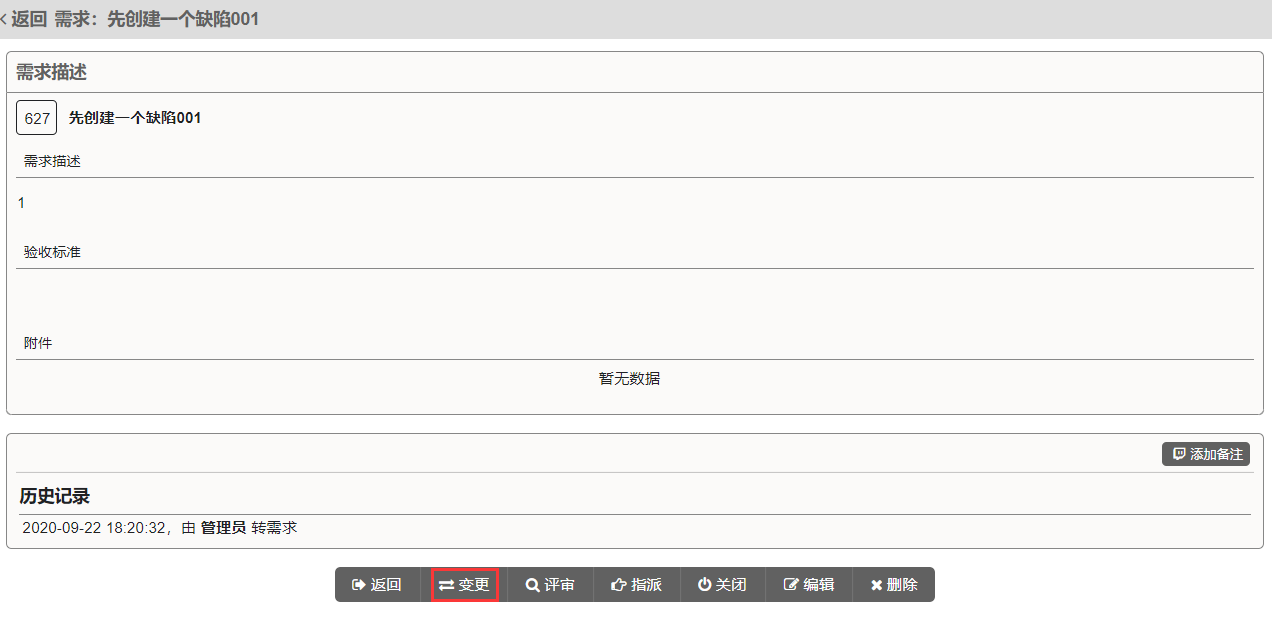 返回 需求：先创建一个缺陷001
需求描述
627 先创建一个缺陷001
需求描述
1
验收标准
附件
暂无数据
添加备注
历史记录
2020-09-22 18:20:32，由 管理员 转需求
返回 变更 评审 指派 关闭 编辑 删除